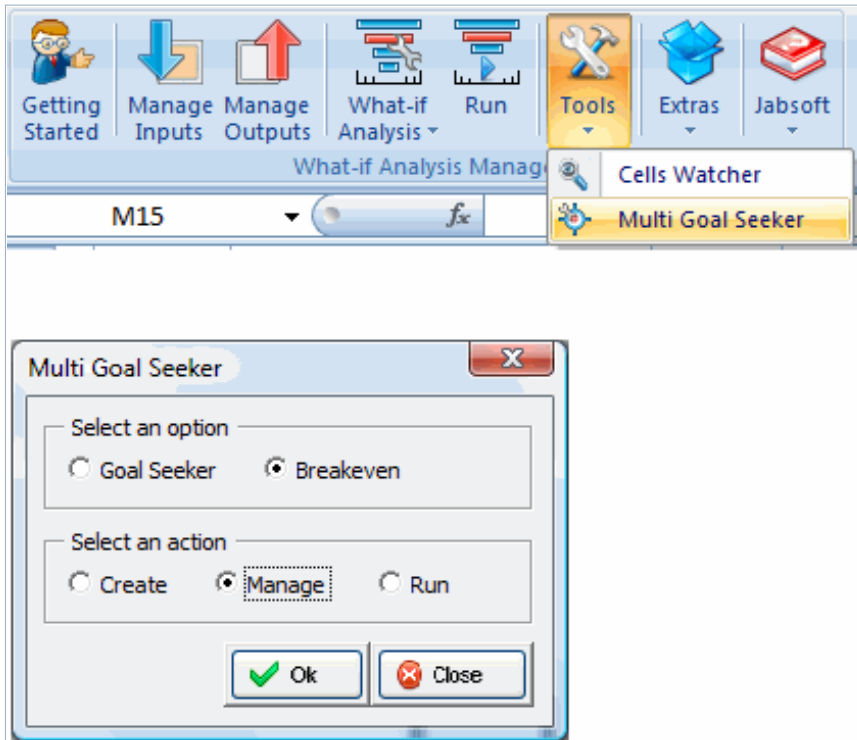 Getting Started
Manage Inputs
Manage Outputs
What-if Analysis
Run
Tools
Extras
Jabsoft
What-if Analysis Manag
Cells Watcher
Multi Goal Seeker
M15
fx
Multi Goal Seeker
Select an option
Goal Seeker Breakeven
Select an action
Create Manage Run
Ok Close